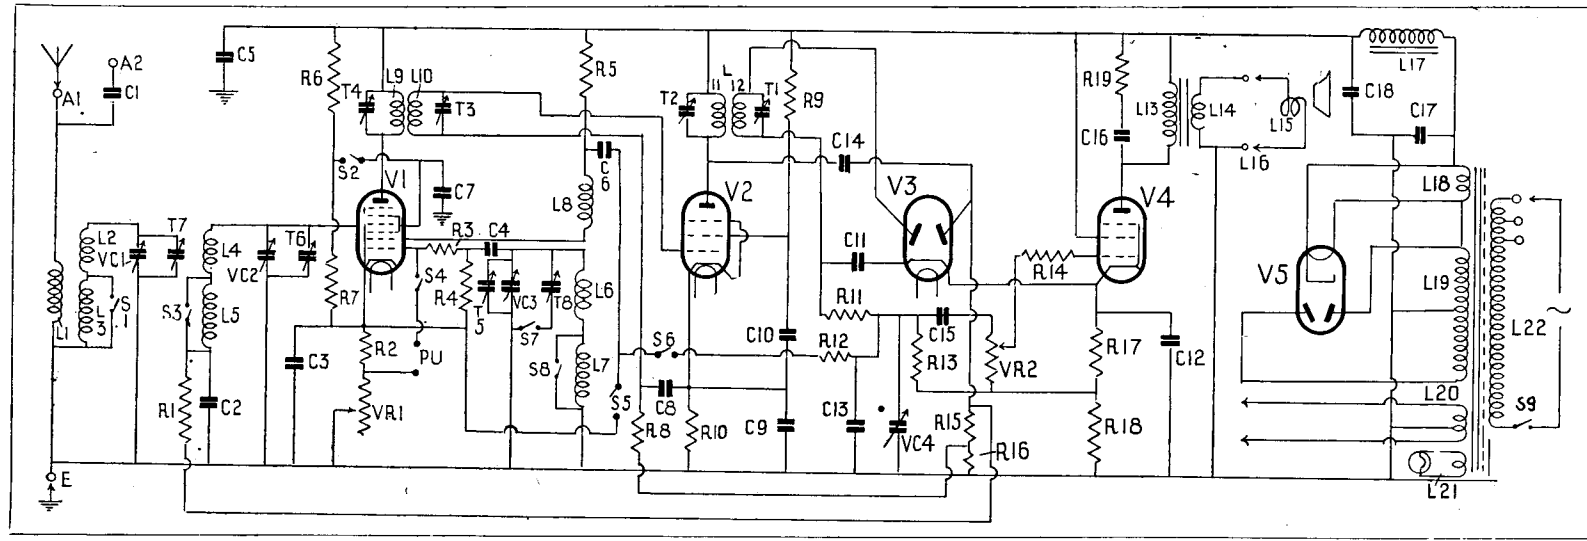 A1
A2
C1
C5
R6
T4
L9
L10
T3
S2
V1
C7
R5
C
6
L8
T2
L
11
12
T1
R9
C14
V2
V3
C11
R19
C16
V4
L13
L14
L15
L16
L17
C18
C17
L18
L19
V5
L20
L21
L22
S9
L2
VC1
T7
L1
L
3
S
1
L4
VC2
T6
S3
L5
R7
R3
C4
S4
R4
T
5
VC3
T8
S7
L6
S8
L7
S6
S5
C3
R2
PU
VR1
R1
C2
E
C8
R8
R10
C10
C9
R11
R12
C13
C15
R13
VC4
VR2
R14
R15
R16
R17
R18
C12